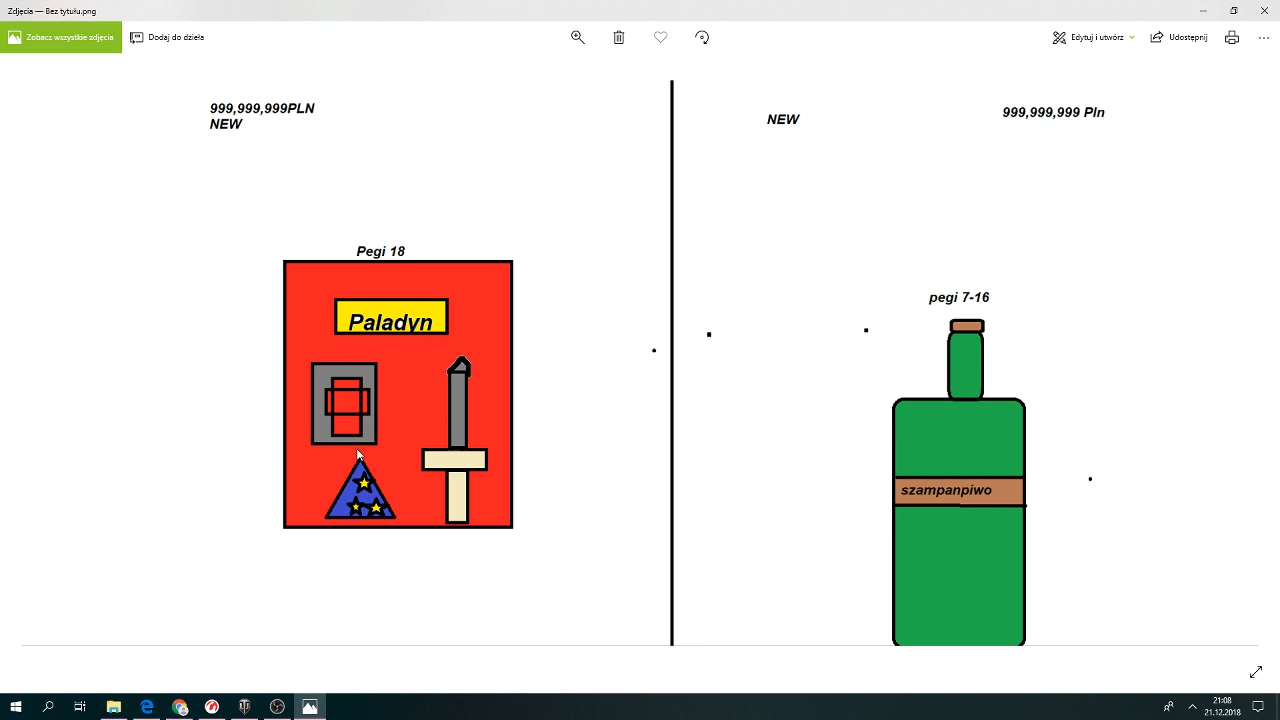 Zdjęcia — Bez tytułu.png
Zobacz wszystkie zdjęcia
Dodaj do dzieła
Edytuj i utwórz
Udostępnij
999,999,999PLN
NEW
Pegi 18
Paladyn
NEW
999,999,999 Pln
pegi 7-16
szampanpiwo
21:08
21.12.2018